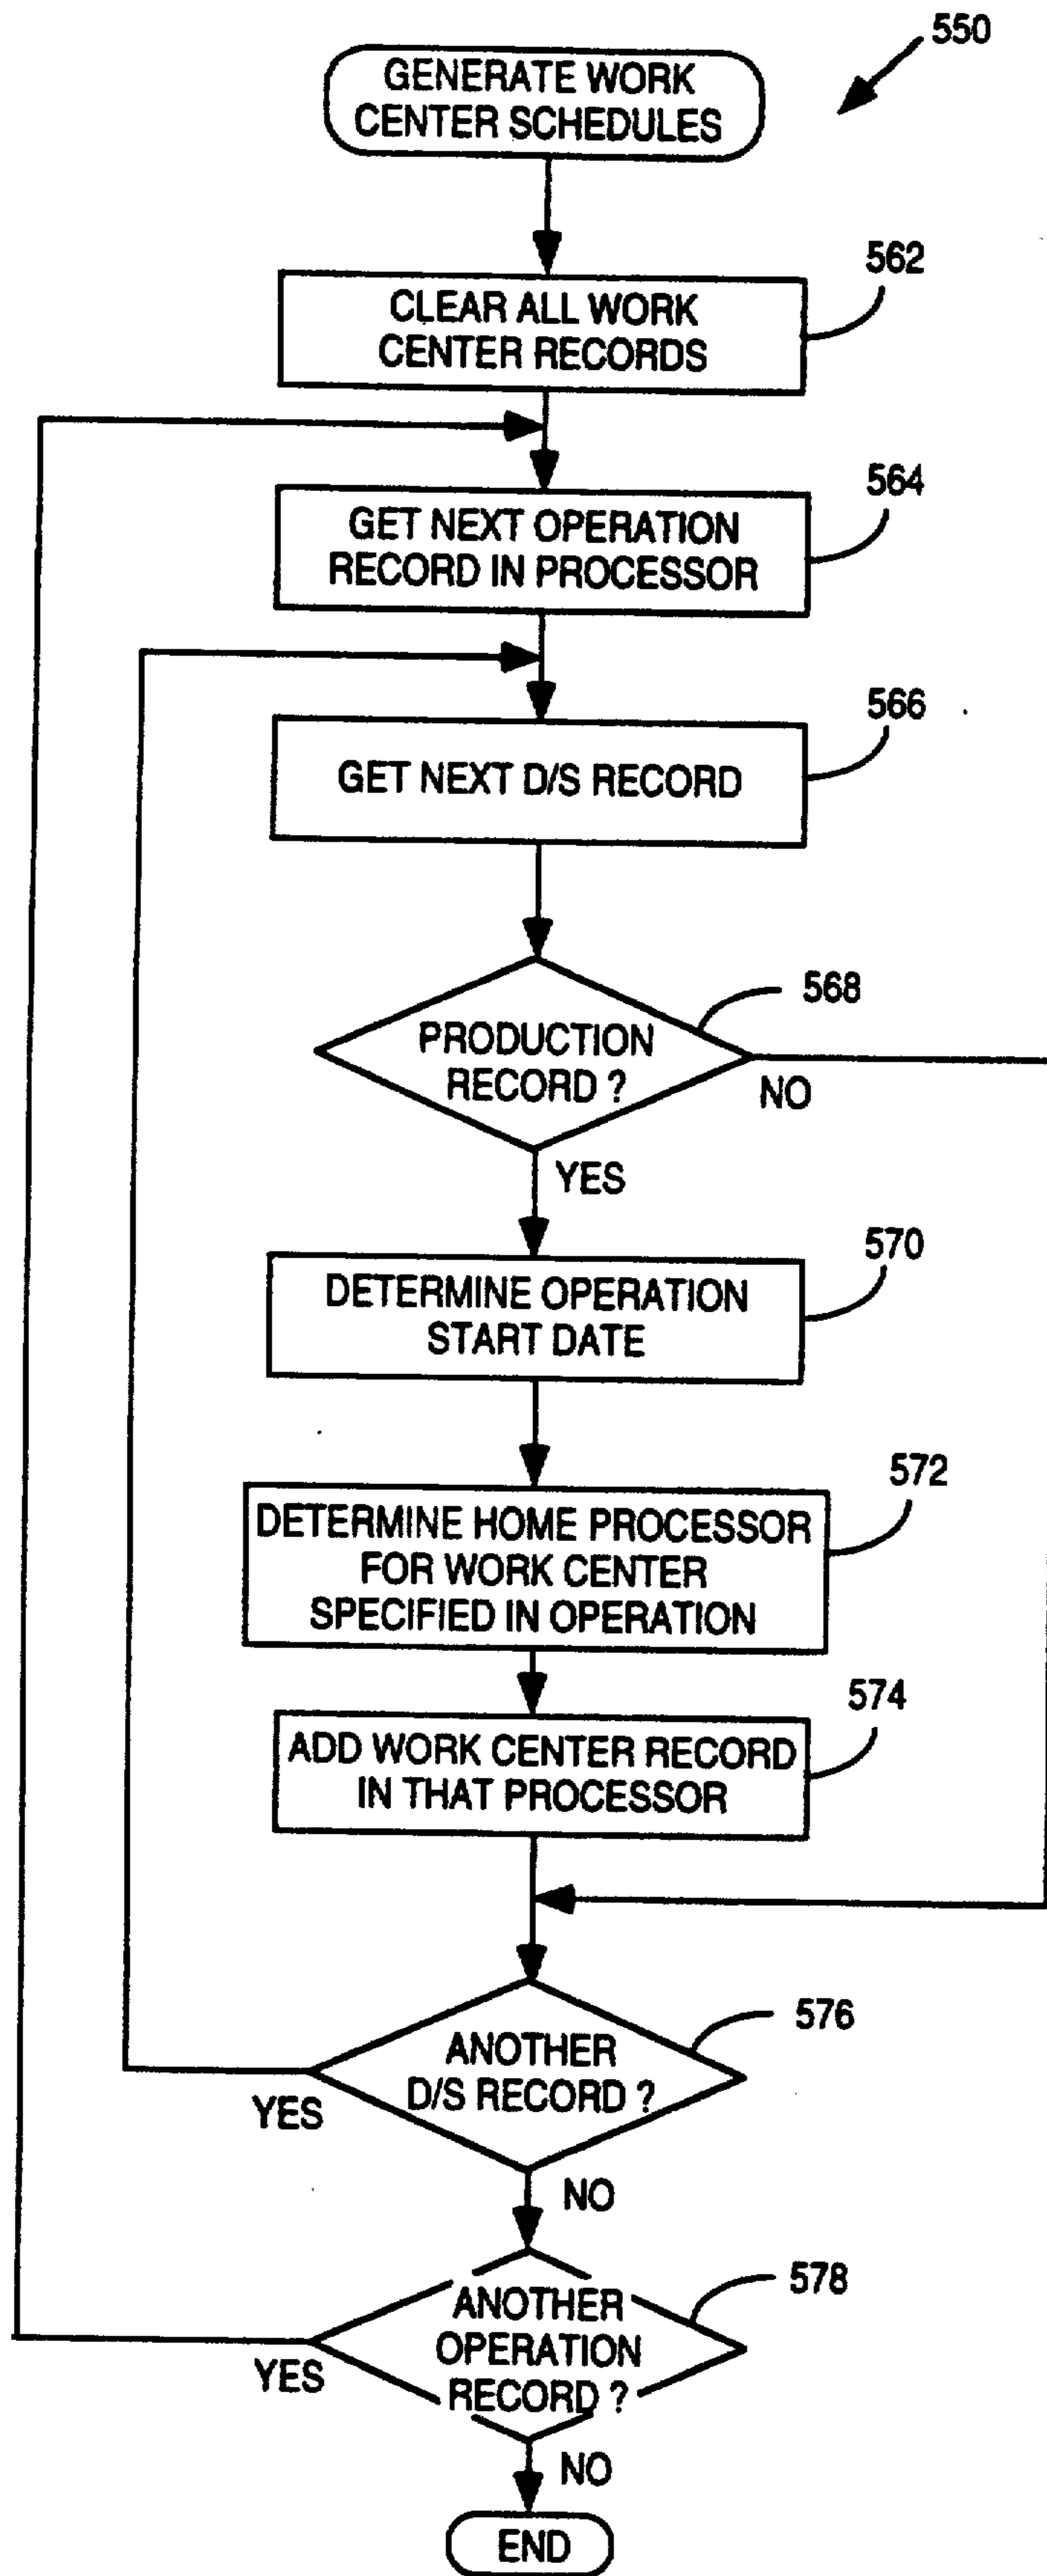 550
GENERATE WORK
CENTER SCHEDULES
562
CLEAR ALL WORK
CENTER RECORDS
564
GET NEXT OPERATION
RECORD IN PROCESSOR
566
GET NEXT D/S RECORD
568
PRODUCTION
RECORD ?
NO
YES
570
DETERMINE OPERATION
START DATE
572
DETERMINE HOME PROCESSOR
FOR WORK CENTER
SPECIFIED IN OPERATION
574
ADD WORK CENTER RECORD
IN THAT PROCESSOR
576
ANOTHER
D/S RECORD ?
YES
NO
578
ANOTHER
OPERATION
RECORD ?
YES
NO
END